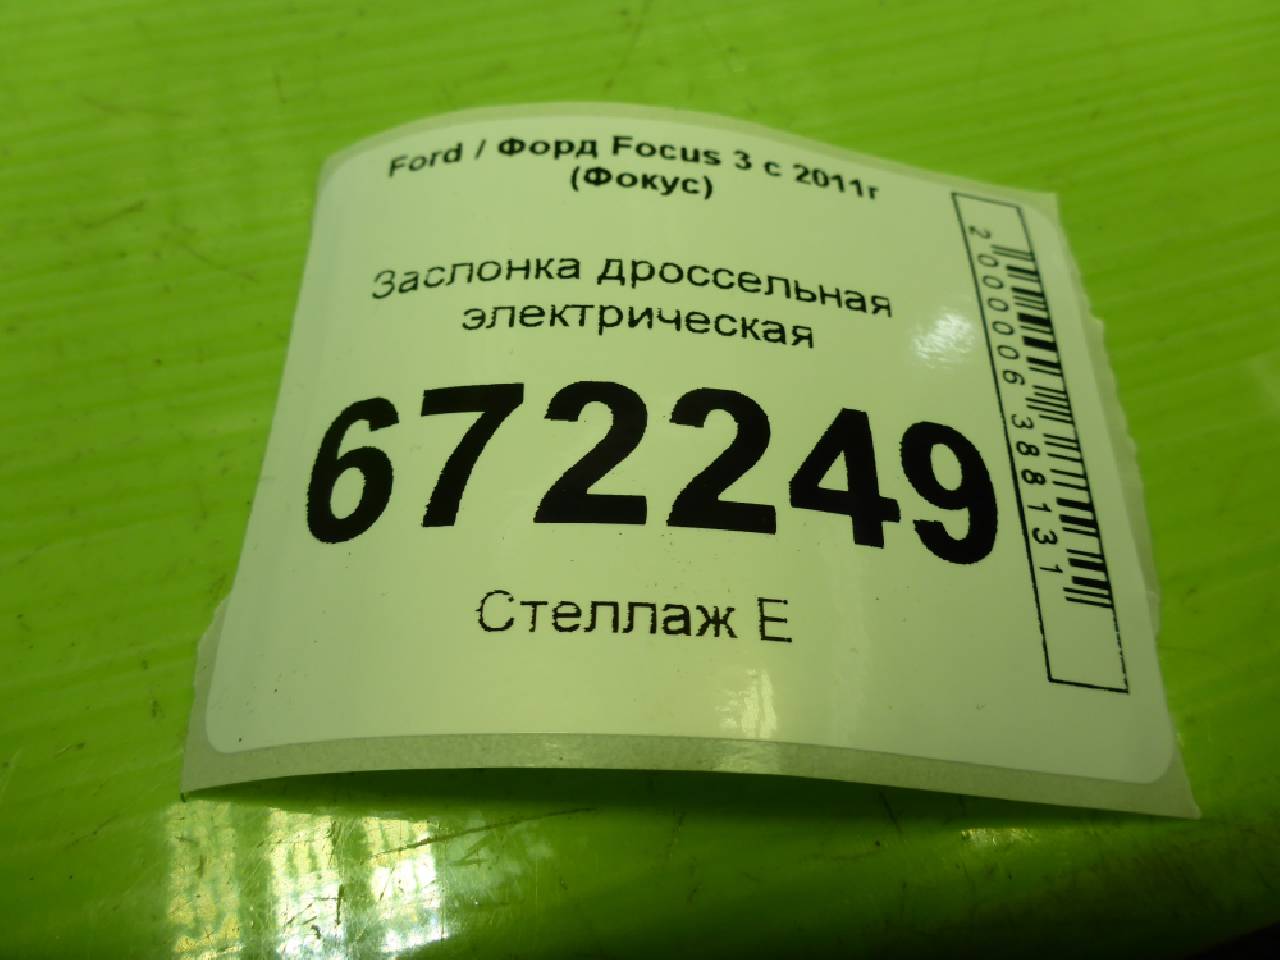 Ford / Форд Focus 3 с 2011г
(Фокус)
Заслонка дроссельная
электрическая
672249
Стеллаж Е
2000006388131